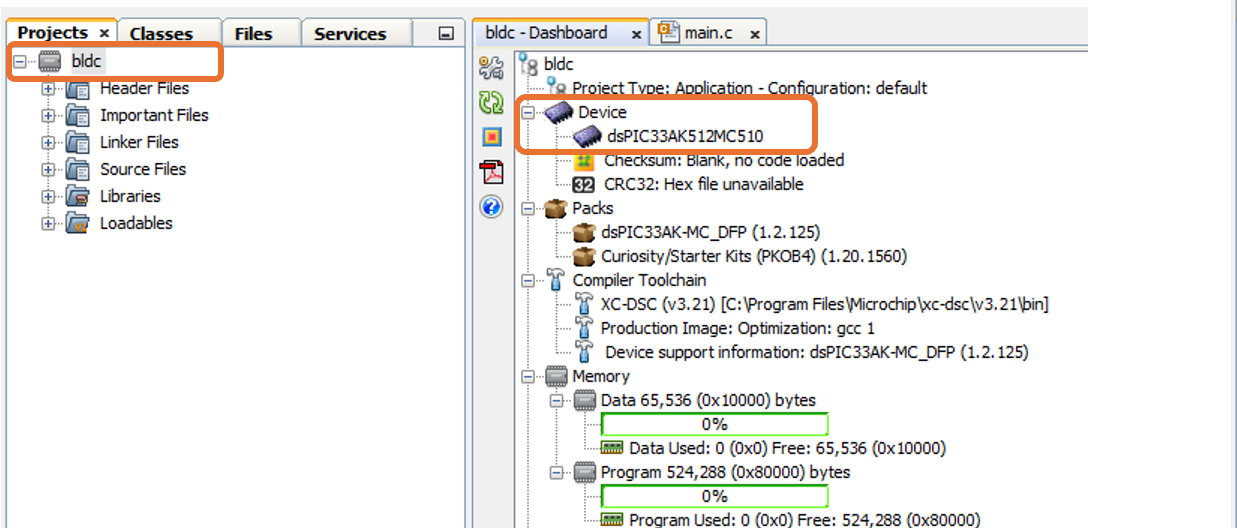 Projects x Classes Files Services
bldc
Header Files
Important Files
Linker Files
Source Files
Libraries
Loadables
bldc - Dashboard x main.c x
bldc
Project Type: Application - Configuration: default
Device
dsPIC33AK512MC510
Checksum: Blank, no code loaded
32 CRC32: Hex file unavailable
Packs
dsPIC33AK-MC_DFP (1.2.125)
Curiosity/Starter Kits (PKOB4) (1.20.1560)
Compiler Toolchain
XC-DSC (v3.21) [C:\Program Files\Microchip\xc-dsc\v3.21\bin]
Production Image: Optimization: gcc 1
Device support information: dsPIC33AK-MC_DFP (1.2.125)
Memory
Data 65,536 (0x10000) bytes
0%
Data Used: 0 (0x0) Free: 65,536 (0x10000)
Program 524,288 (0x80000) bytes
0%
Program Used: 0 (0x0) Free: 524,288 (0x80000)